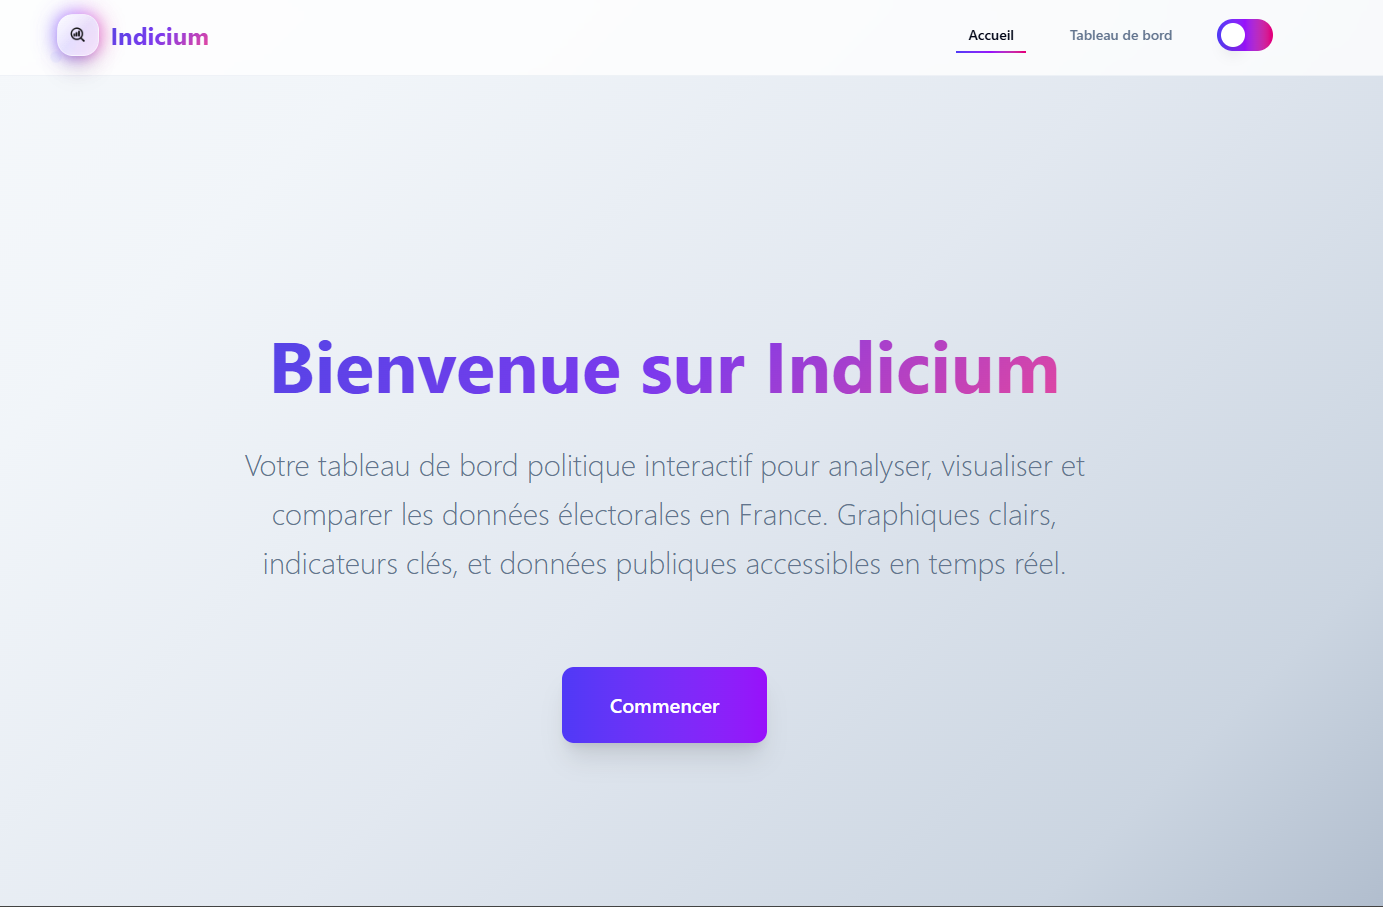 Indicium
Accueil
Tableau de bord
Bienvenue sur Indicium
Votre tableau de bord politique interactif pour analyser, visualiser et
comparer les données électorales en France. Graphiques clairs,
indicateurs clés, et données publiques accessibles en temps réel.
Commencer